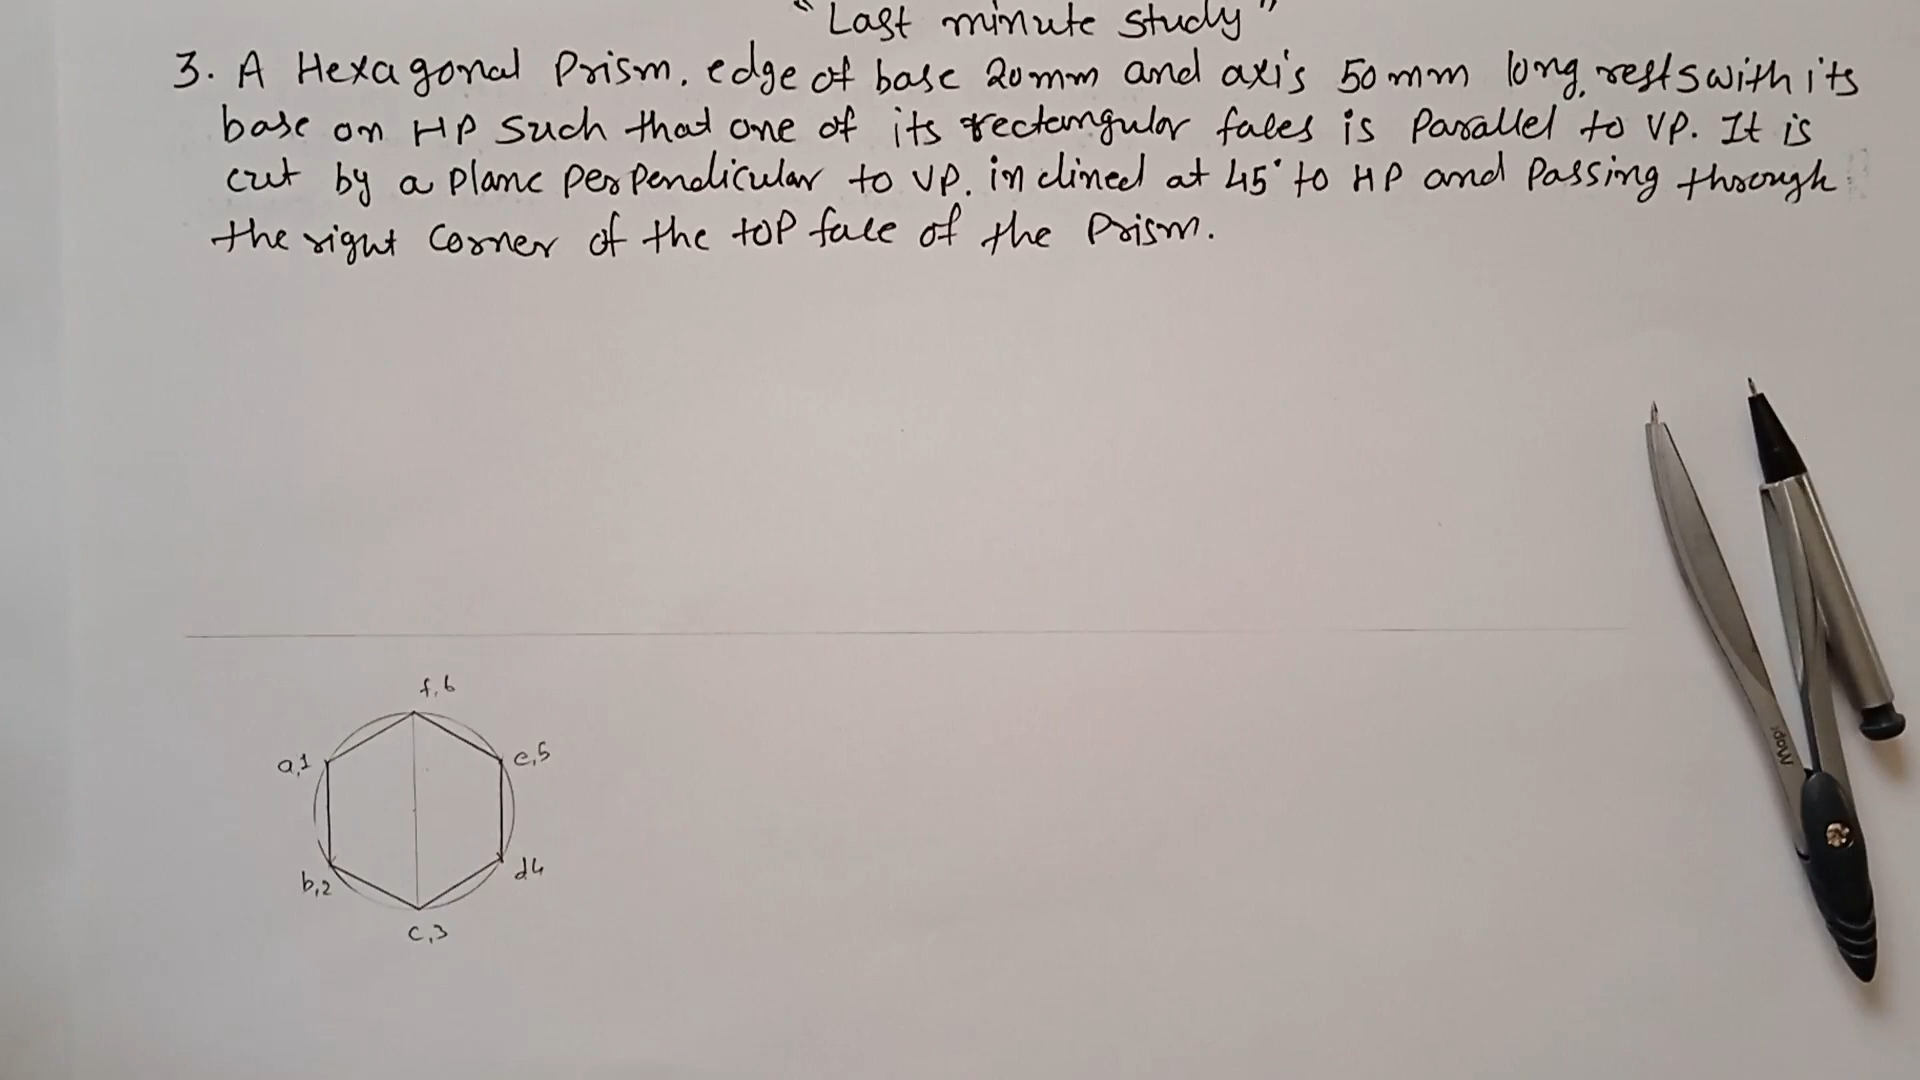 "Last minute study"
3. A Hexagonal Prism, edge of base 20mm and axis 50mm long, rests with its
base on HP such that one of its rectangular faces is Parallel to VP. It is
cut by a plane perpendicular to VP, inclined at 45° to HP and Passing through
the right corner of the top face of the Prism.
f,6
a,1
e,5
b,2
d4
c,3
Map